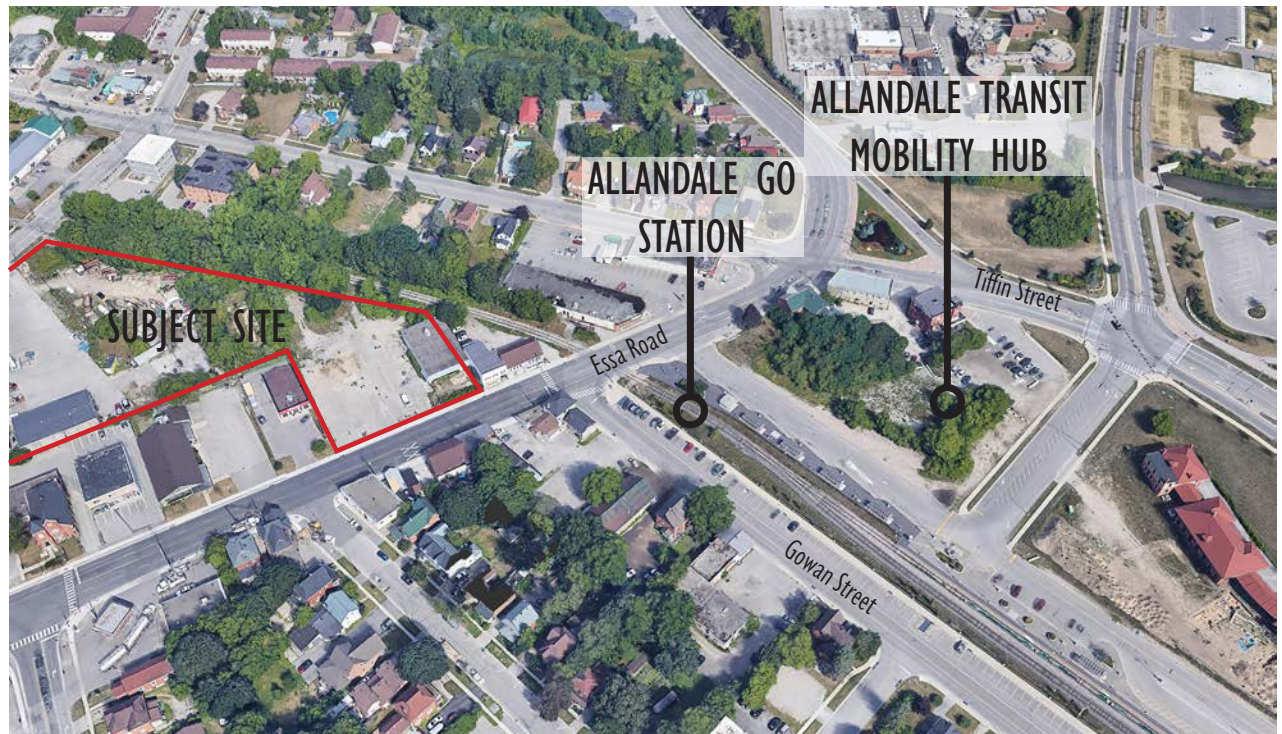 ALLANDALE TRANSIT
MOBILITY HUB
ALLANDALE GO
STATION
Tiffin Street
SUBJECT SITE
Essa Road
Gowan Street